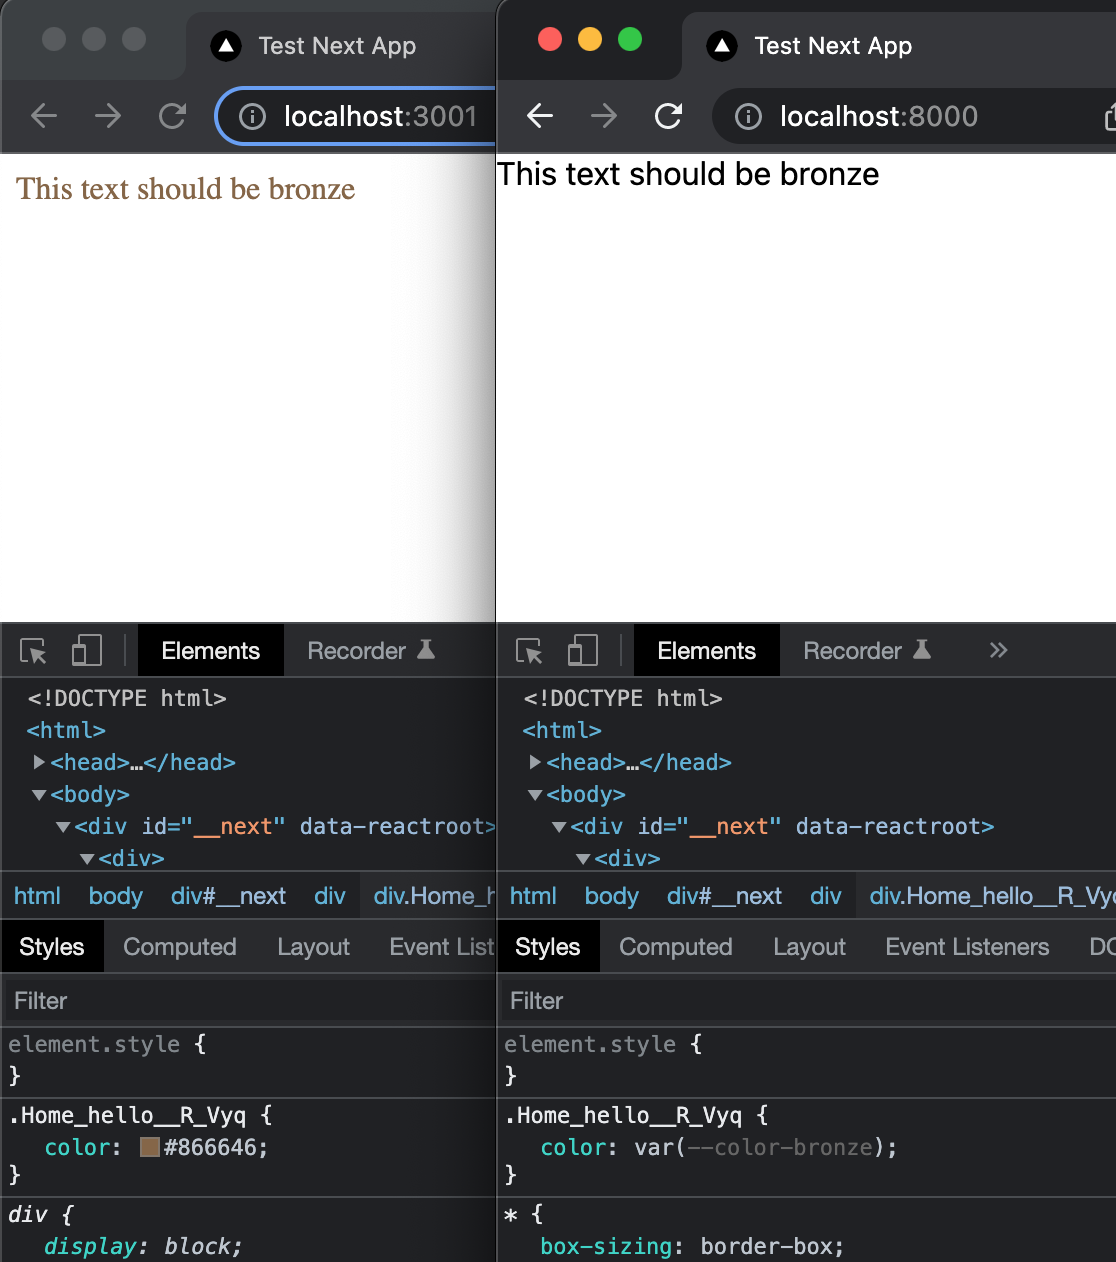 Test Next App
localhost:3001
This text should be bronze
Elements
Recorder
<!DOCTYPE html>
<html>
<head>…</head>
<body>
<div id="__next" data-reactroot>
<div>
html body div#__next div div.Home_h
Styles Computed Layout Event List
Filter
element.style {
}
.Home_hello__R_Vyq {
color: #866646;
}
div {
display: block;
Test Next App
localhost:8000
This text should be bronze
Elements
Recorder
<!DOCTYPE html>
<html>
<head>…</head>
<body>
<div id="__next" data-reactroot>
<div>
html body div#__next div div.Home_hello__R_Vyq
Styles Computed Layout Event Listeners DO
Filter
element.style {
}
.Home_hello__R_Vyq {
color: var(--color-bronze);
}
* {
box-sizing: border-box;